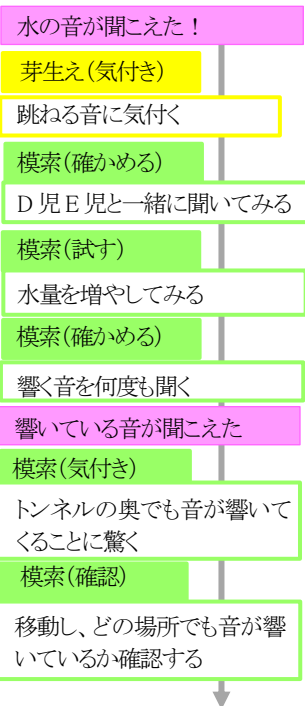 水の音が聞こえた！
芽生え(気付き)
跳ねる音に気付く
模索(確かめる)
D 児 E 児と一緒に聞いてみる
模索(試す)
水量を増やしてみる
模索(確かめる)
響く音を何度も聞く
響いている音が聞こえた
模索(気付き)
トンネルの奥でも音が響いて
くることに驚く
模索(確認)
移動し、どの場所でも音が響
いているか確認する